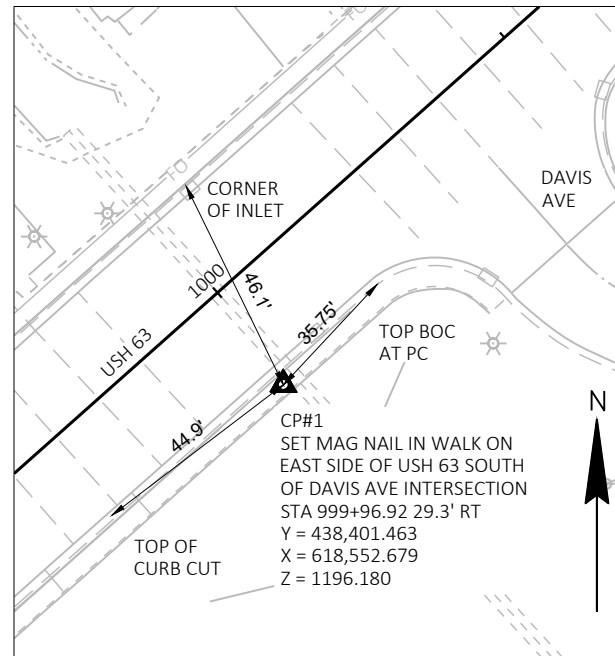 CORNER
OF INLET
DAVIS
AVE
1000
46.1'
USH 63
35.75'
TOP BOC
AT PC
N
44.9'
CP#1
SET MAG NAIL IN WALK ON
EAST SIDE OF USH 63 SOUTH
OF DAVIS AVE INTERSECTION
STA 999+96.92 29.3' RT
Y = 438,401.463
X = 618,552.679
Z = 1196.180
TOP OF
CURB CUT